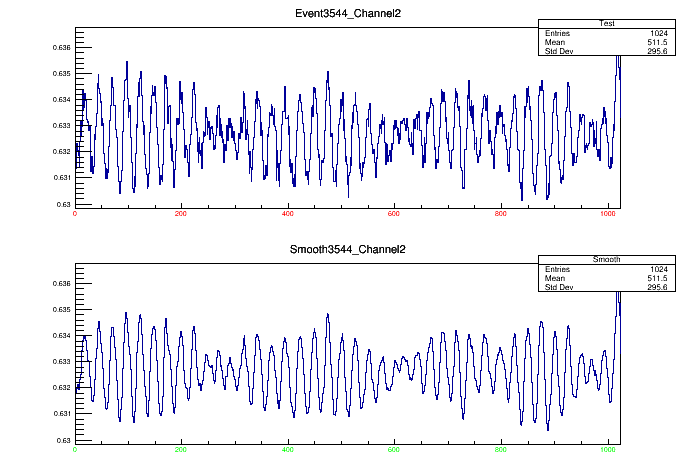 Event3544_Channel2
Test
Entries 1024
Mean 511.5
Std Dev 295.6
0.636
0.635
0.634
0.633
0.632
0.631
0.63
0 200 400 600 800 1000
Smooth3544_Channel2
Smooth
Entries 1024
Mean 511.5
Std Dev 295.6
0.636
0.635
0.634
0.633
0.632
0.631
0.63
0 200 400 600 800 1000